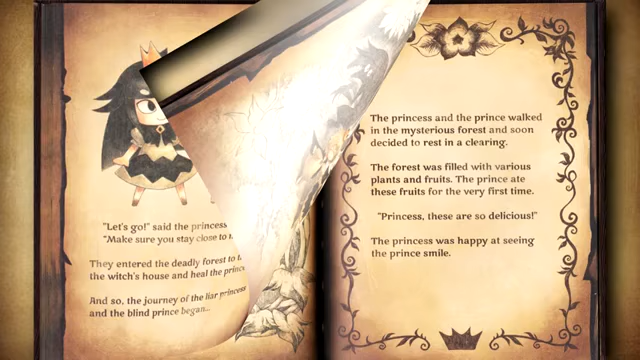 "Let's go!" said the princess
"Make sure you stay close to
They entered the deadly forest to
the witch's house and heal the
And so, the journey of the liar princess
and the blind prince began...
The princess and the prince walked
in the mysterious forest and soon
decided to rest in a clearing.
The forest was filled with various
plants and fruits. The prince ate
these fruits for the very first time.
"Princess, these are so delicious!"
The princess was happy at seeing
the prince smile.